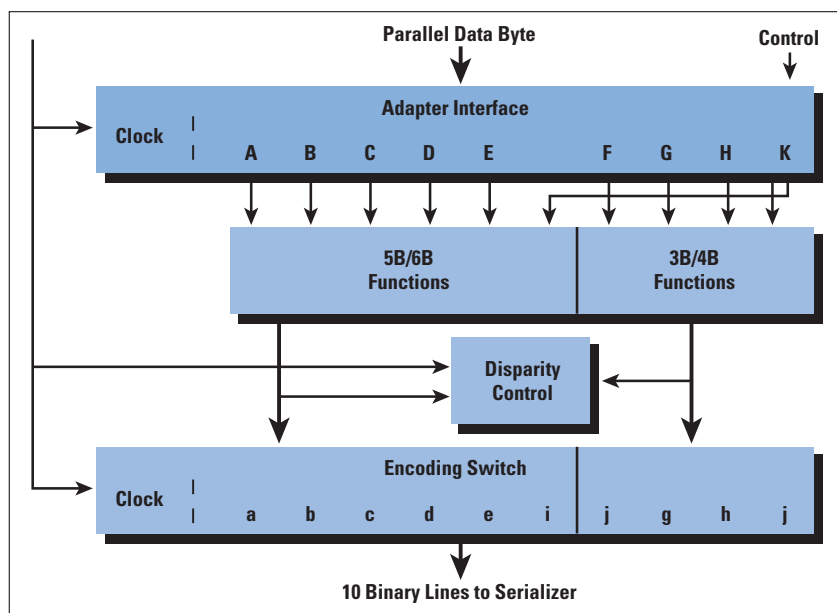 Parallel Data Byte
Control
Adapter Interface
Clock
A B C D E F G H K
5B/6B
Functions
3B/4B
Functions
Disparity
Control
Encoding Switch
Clock
a b c d e i j g h j
10 Binary Lines to Serializer